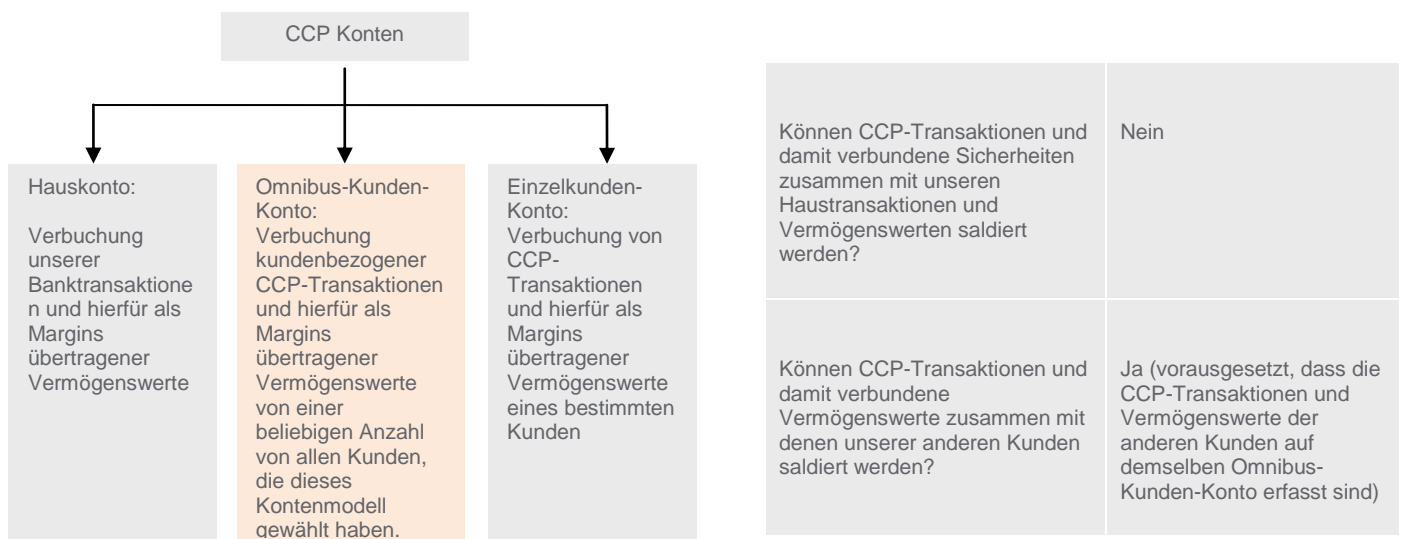 CCP Konten
Hauskonto:
Verbuchung
unserer
Banktransaktione
n und hierfür als
Margins
übertragener
Vermögenswerte
Omnibus-Kunden-
Konto:
Verbuchung
kundenbezogener
CCP-Transaktionen
und hierfür als
Margins
übertragener
Vermögenswerte
von einer
beliebigen Anzahl
von allen Kunden,
die dieses
Kontenmodell
gewählt haben.
Einzelkunden-
Konto:
Verbuchung von
CCP-
Transaktionen
und hierfür als
Margins
übertragener
Vermögenswerte
eines bestimmten
Kunden
Können CCP-Transaktionen und
damit verbundene Sicherheiten
zusammen mit unseren
Haustransaktionen und
Vermögenswerten saldiert
werden?
Nein
Können CCP-Transaktionen und
damit verbundene
Vermögenswerte zusammen mit
denen unserer anderen Kunden
saldiert werden?
Ja (vorausgesetzt, dass die
CCP-Transaktionen und
Vermögenswerte der
anderen Kunden auf
demselben Omnibus-
Kunden-Konto erfasst sind)